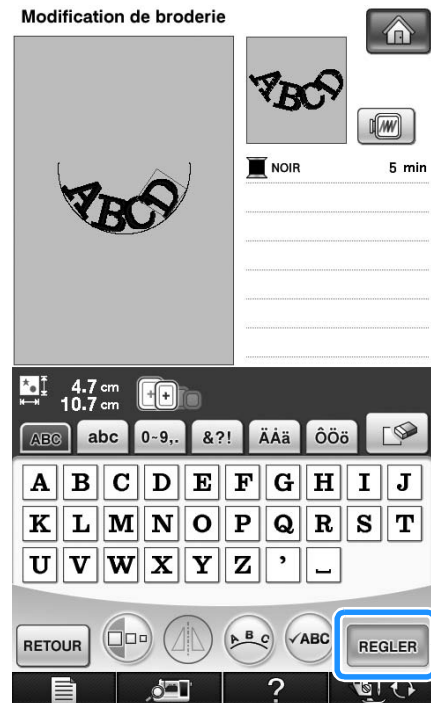 Modification de broderie
ABCD
NOIR 5 min
ABCD
4.7 cm
10.7 cm
ABC abc 0~9,. &?! ÄÅä ÔÖö
A B C D E F G H I J
K L M N O P Q R S T
U V W X Y Z ’ _
RETOUR A B C ✓ABC REGLER
?